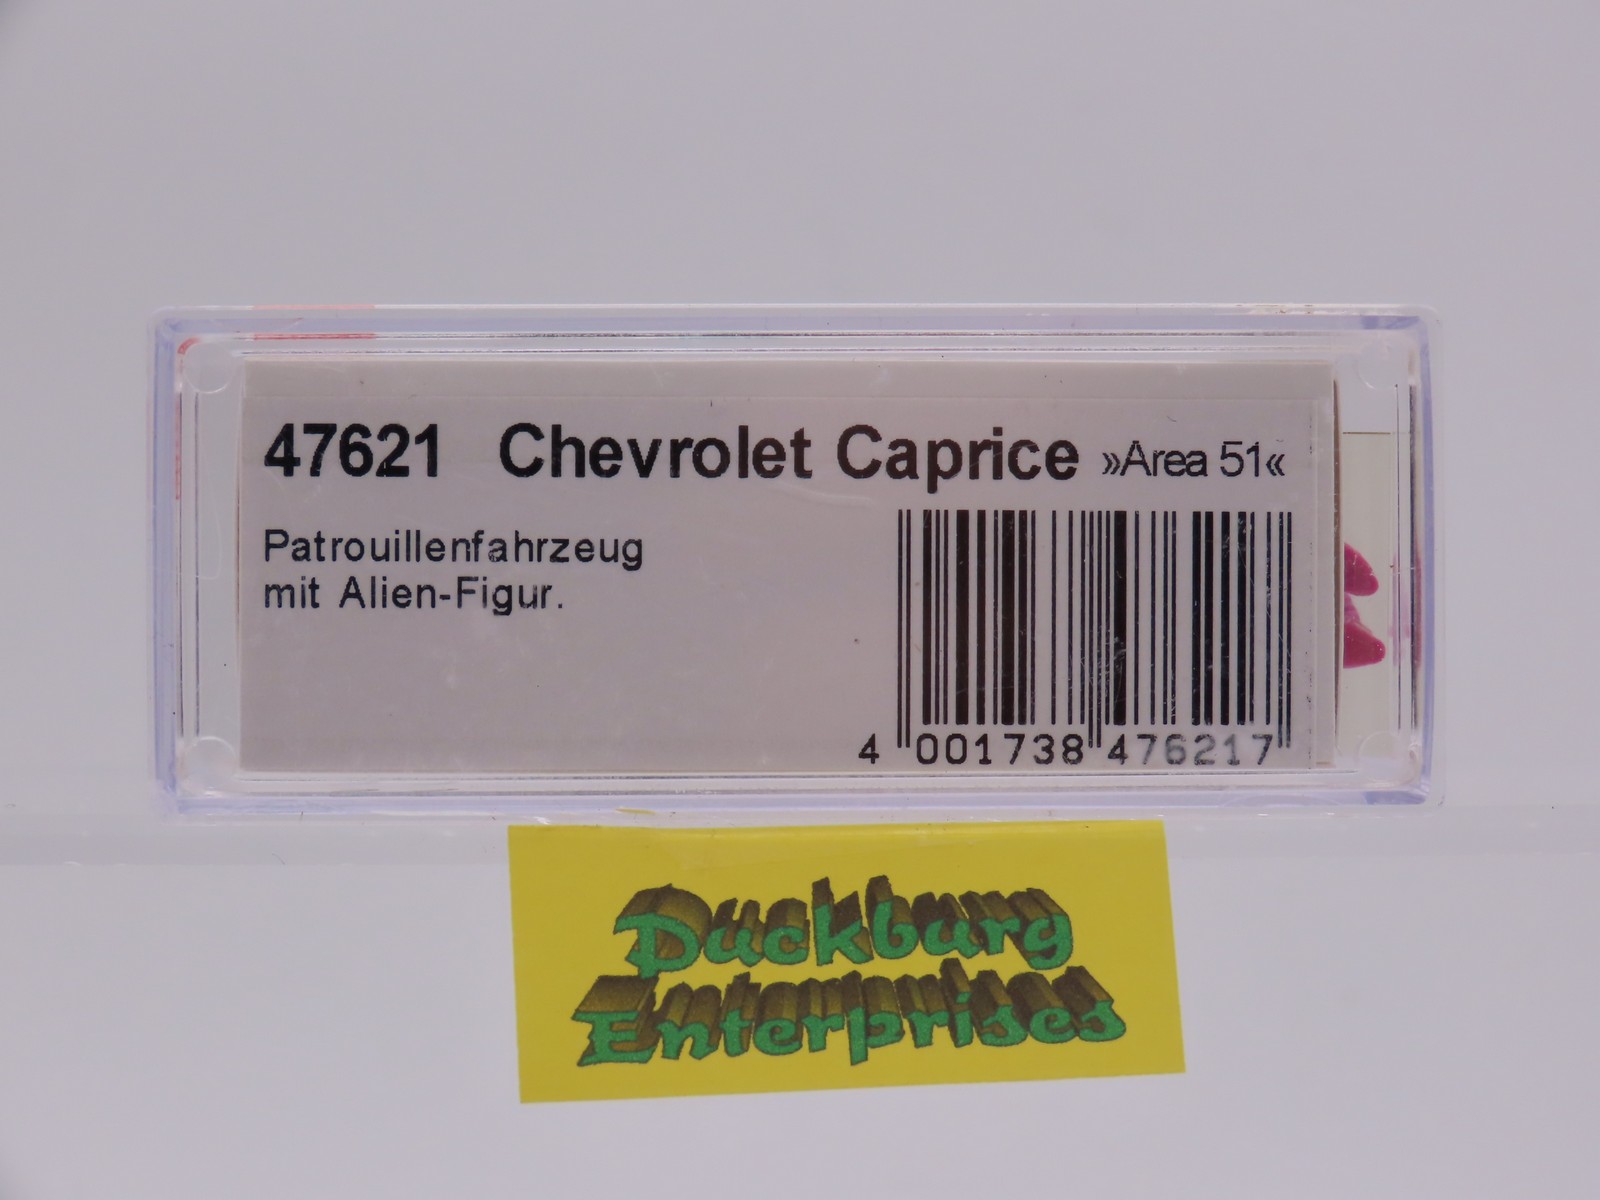 47621 Chevrolet Caprice »Area 51«
Patrouillenfahrzeug
mit Alien-Figur.
4 001738 476217
Duckburg
Enterprises